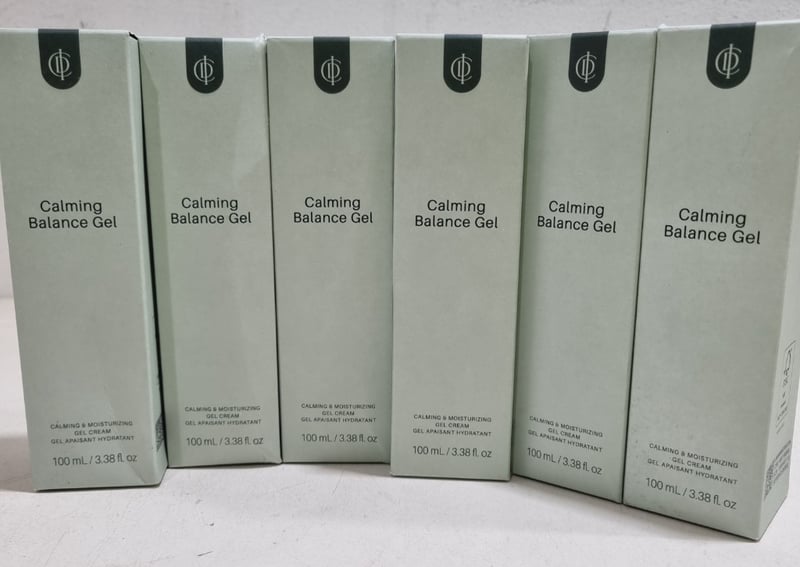 Calming
Balance Gel
CALMING & MOISTURIZING
GEL CREAM
GEL APAISANT HYDRATANT
100 mL / 3.38 fl. oz
Calming
Balance Gel
CALMING & MOISTURIZING
GEL CREAM
GEL APAISANT HYDRATANT
100 mL / 3.38 fl. oz
Calming
Balance Gel
CALMING & MOISTURIZING
GEL CREAM
GEL APAISANT HYDRATANT
100 mL / 3.38 fl. oz
Calming
Balance Gel
CALMING & MOISTURIZING
GEL CREAM
GEL APAISANT HYDRATANT
100 mL / 3.38 fl. oz
Calming
Balance Gel
CALMING & MOISTURIZING
GEL CREAM
GEL APAISANT HYDRATANT
100 mL / 3.38 fl. oz
Calming
Balance Gel
CALMING & MOISTURIZING
GEL CREAM
GEL APAISANT HYDRATANT
100 mL / 3.38 fl. oz